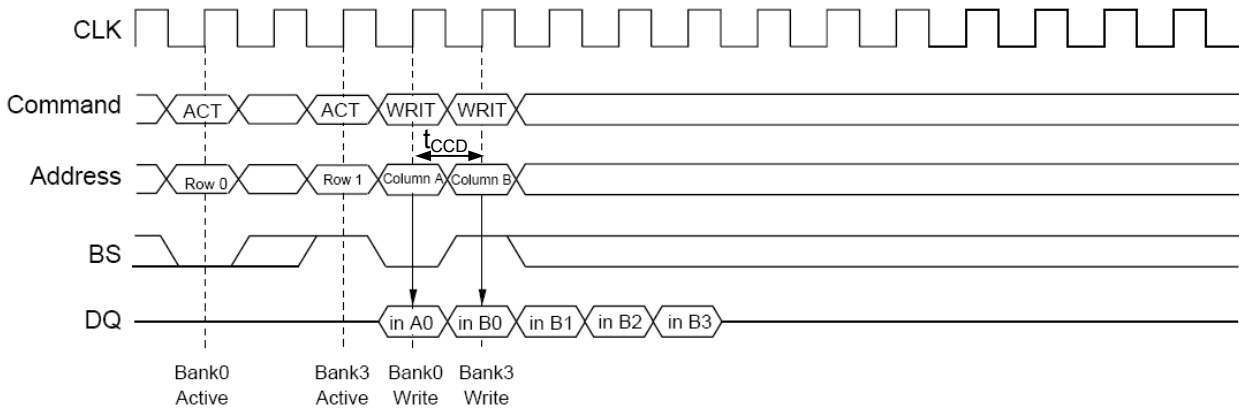 CLK
Command ACT ACT WRIT WRIT
tCCD
Address Row 0 Row 1 Column A Column B
BS
DQ in A0 in B0 in B1 in B2 in B3
Bank0 Bank3 Bank0 Bank3
Active Active Write Write